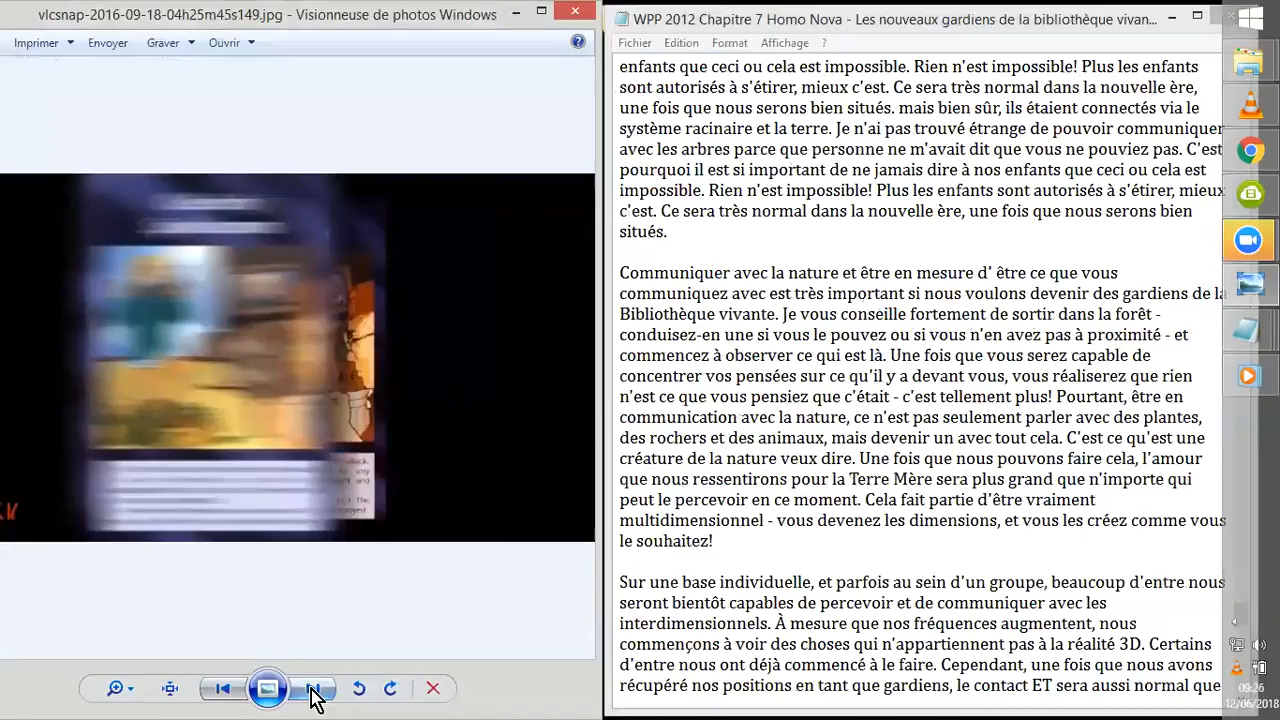 vlcsnap-2016-09-18-04h25m45s149.jpg - Visionneuse de photos Windows
Imprimer
Envoyer
Graver
Ouvrir
WPP 2012 Chapitre 7 Homo Nova - Les nouveaux gardiens de la bibliothèque vivan...
Fichier Edition Format Affichage ?
enfants que ceci ou cela est impossible. Rien n'est impossible! Plus les enfants
sont autorisés à s'étirer, mieux c'est. Ce sera très normal dans la nouvelle ère,
une fois que nous serons bien situés. mais bien sûr, ils étaient connectés via le
système racinaire et la terre. Je n'ai pas trouvé étrange de pouvoir communiquer
avec les arbres parce que personne ne m'avait dit que vous ne pouviez pas. C'est
pourquoi il est si important de ne jamais dire à nos enfants que ceci ou cela est
impossible. Rien n'est impossible! Plus les enfants sont autorisés à s'étirer, mieux
c'est. Ce sera très normal dans la nouvelle ère, une fois que nous serons bien
situés.
Communiquer avec la nature et être en mesure d' être ce que vous
communiquez avec est très important si nous voulons devenir des gardiens de la
Bibliothèque vivante. Je vous conseille fortement de sortir dans la forêt -
conduisez-en une si vous le pouvez ou si vous n'en avez pas à proximité - et
commencez à observer ce qui est là. Une fois que vous serez capable de
concentrer vos pensées sur ce qu'il y a devant vous, vous réaliserez que rien
n'est ce que vous pensiez que c'était - c'est tellement plus! Pourtant, être en
communication avec la nature, ce n'est pas seulement parler avec des plantes,
des rochers et des animaux, mais devenir un avec tout cela. C'est ce qu'est une
créature de la nature veux dire. Une fois que nous pouvons faire cela, l'amour
que nous ressentirons pour la Terre Mère sera plus grand que n'importe qui
peut le percevoir en ce moment. Cela fait partie d'être vraiment
multidimensionnel - vous devenez les dimensions, et vous les créez comme vous
le souhaitez!
Sur une base individuelle, et parfois au sein d'un groupe, beaucoup d'entre nous
seront bientôt capables de percevoir et de communiquer avec les
interdimensionnels. À mesure que nos fréquences augmentent, nous
commençons à voir des choses qui n'appartiennent pas à la réalité 3D. Certains
d'entre nous ont déjà commencé à le faire. Cependant, une fois que nous avons
récupéré nos positions en tant que gardiens, le contact ET sera aussi normal que
09:26
12/06/2018